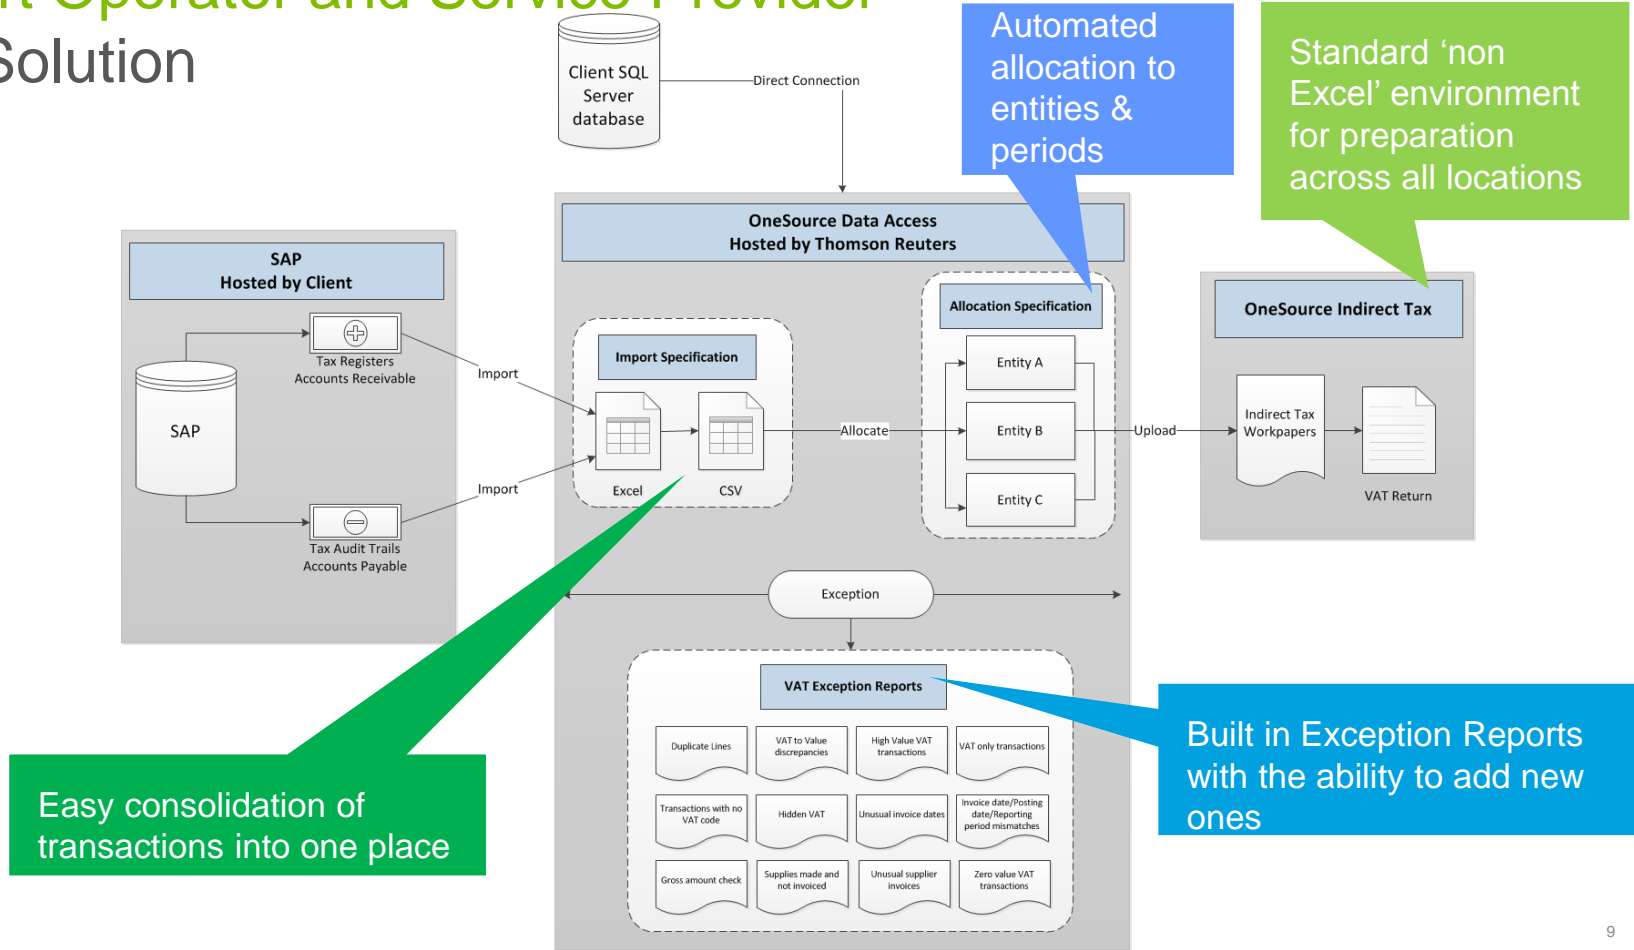 Operator and Service Provider
Solution
Client SQL
Server
database
Direct Connection
Automated
allocation to
entities &
periods
Standard ‘non
Excel’ environment
for preparation
across all locations
SAP
Hosted by Client
Tax Registers
Accounts Receivable
SAP
Tax Audit Trails
Accounts Payable
Import
Import
OneSource Data Access
Hosted by Thomson Reuters
Import Specification
Excel
CSV
Allocate
Allocation Specification
Entity A
Entity B
Entity C
Upload
OneSource Indirect Tax
Indirect Tax
Workpapers
VAT Return
Exception
VAT Exception Reports
Duplicate Lines
VAT to Value
discrepancies
High Value VAT
transactions
VAT only transactions
Transactions with no
VAT code
Hidden VAT
Unusual invoice dates
Invoice date/Posting
date/Reporting
period mismatches
Gross amount check
Supplies made and
not invoiced
Unusual supplier
invoices
Zero value VAT
transactions
Easy consolidation of
transactions into one place
Built in Exception Reports
with the ability to add new
ones
9